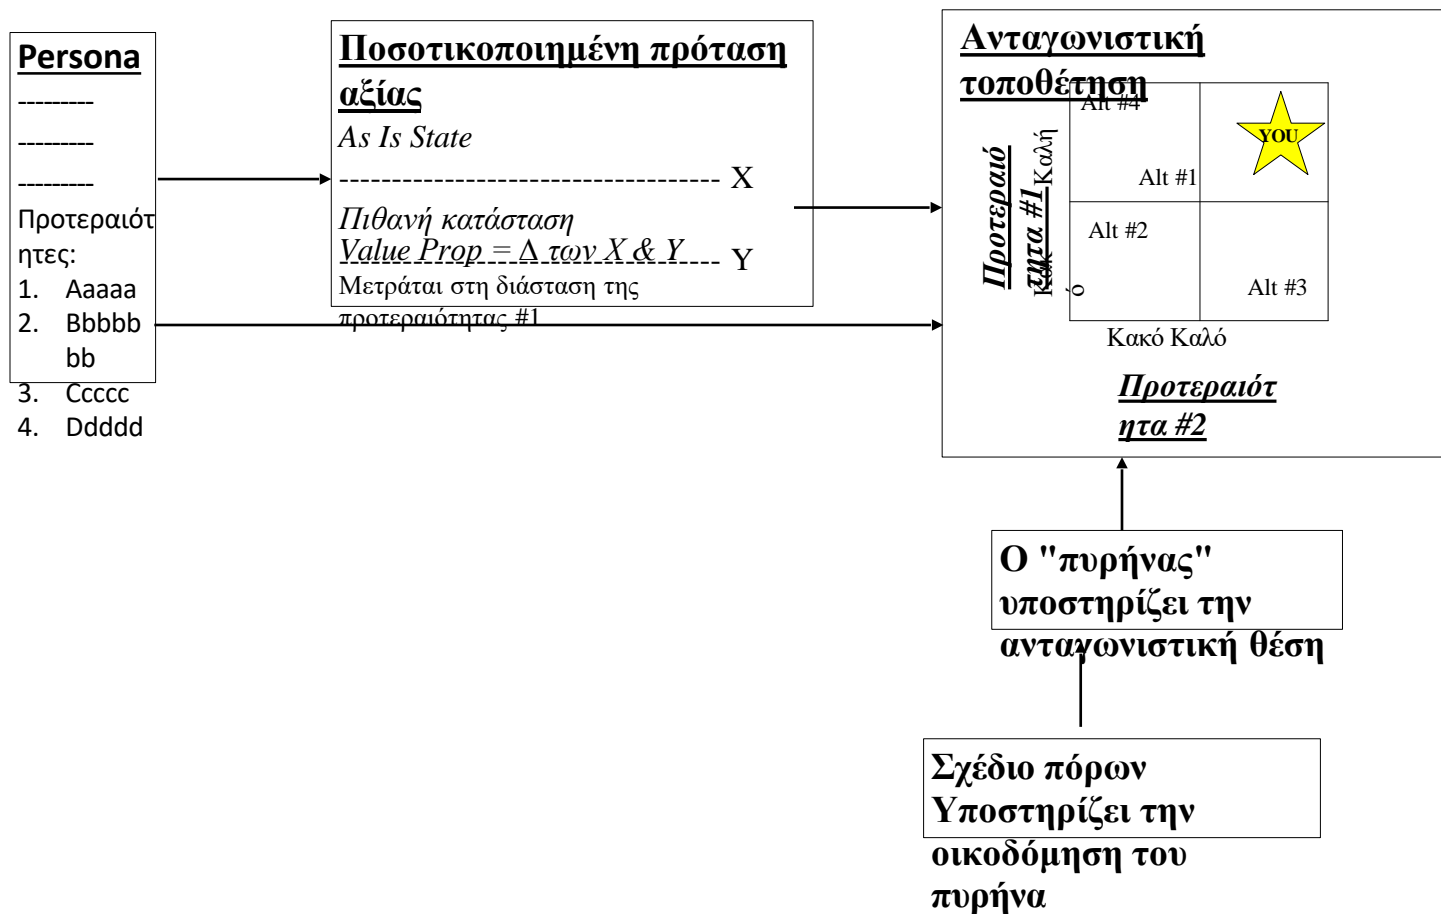 Persona
---------
---------
---------
Προτεραιότ
ητες:
1. Aaaaa
2. Bbbbb
bb
3. Ccccc
4. Ddddd
Ποσοτικοποιημένη πρόταση
αξίας
As Is State
------------------------------------ X
Πιθανή κατάσταση
Value Prop = Δ των X & Y
------------------------------------ Y
Μετράται στη διάσταση της
προτεραιότητας #1
Ανταγωνιστική
τοποθέτηση
Alt #4
YOU
Alt #1
Alt #2
Alt #3
Προτεραιό
τητα #1
Καλή
Κακ
ό
Κακό Καλό
Προτεραιότ
ητα #2
Ο "πυρήνας"
υποστηρίζει την
ανταγωνιστική θέση
Σχέδιο πόρων
Υποστηρίζει την
οικοδόμηση του
πυρήνα